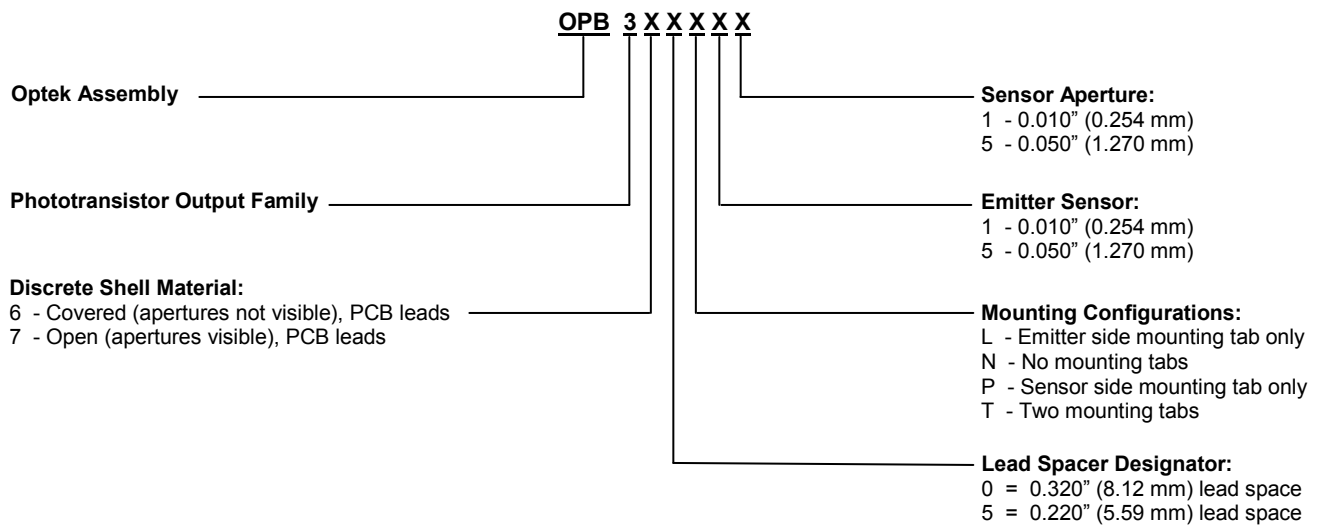 OPB 3 X X X X X
Optek Assembly
Phototransistor Output Family
Discrete Shell Material:
6 - Covered (apertures not visible), PCB leads
7 - Open (apertures visible), PCB leads
Sensor Aperture:
1 - 0.010” (0.254 mm)
5 - 0.050” (1.270 mm)
Emitter Sensor:
1 - 0.010” (0.254 mm)
5 - 0.050” (1.270 mm)
Mounting Configurations:
L - Emitter side mounting tab only
N - No mounting tabs
P - Sensor side mounting tab only
T - Two mounting tabs
Lead Spacer Designator:
0 = 0.320” (8.12 mm) lead space
5 = 0.220” (5.59 mm) lead space